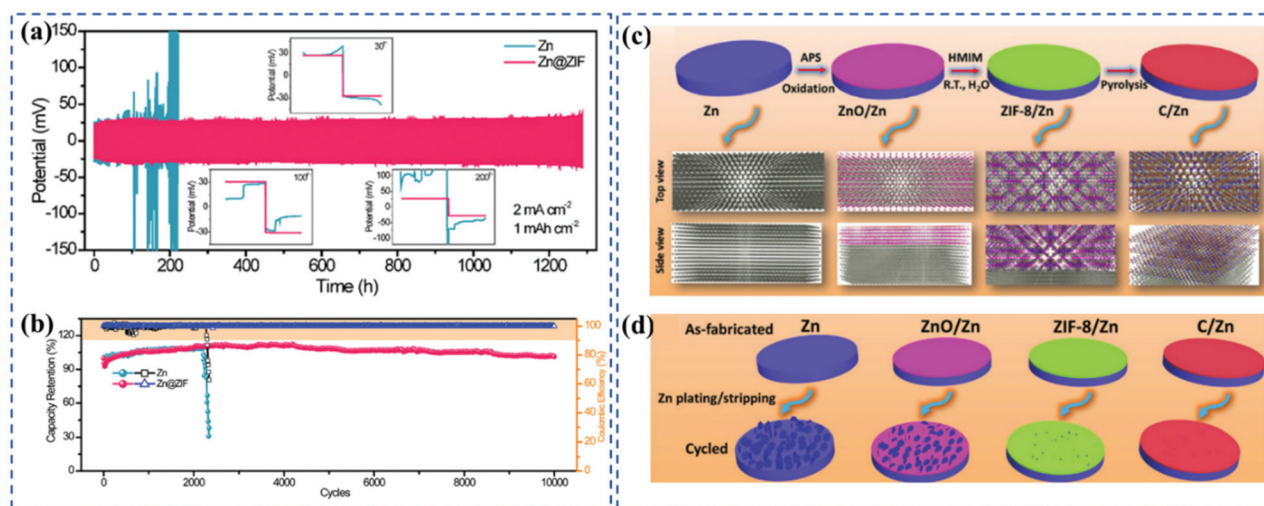 (a)
Potential (mV)
150
100
50
0
-50
-100
-150
0 200 400 600 800 1000 1200
Time (h)
Zn
Zn@ZIF
2 mA cm⁻²
1 mAh cm⁻²
Potential (mV)
30
0
-30
30ᵗʰ
Potential (mV)
30
0
-30
100ᵗʰ
Potential (mV)
100
50
0
-50
-100
200ᵗʰ
(b)
Capacity Retention (%)
120
90
60
30
0
Zn
Zn@ZIF
0 2000 4000 6000 8000 10000
Cycles
100
80
60
40
20
0
Coulombic Efficiency (%)
(c)
APS HMIM
Oxidation R.T., H₂O Pyrolysis
Zn ZnO/Zn ZIF-8/Zn C/Zn
Top view
Side view
(d)
As-fabricated Zn ZnO/Zn ZIF-8/Zn C/Zn
Zn plating/stripping
Cycled